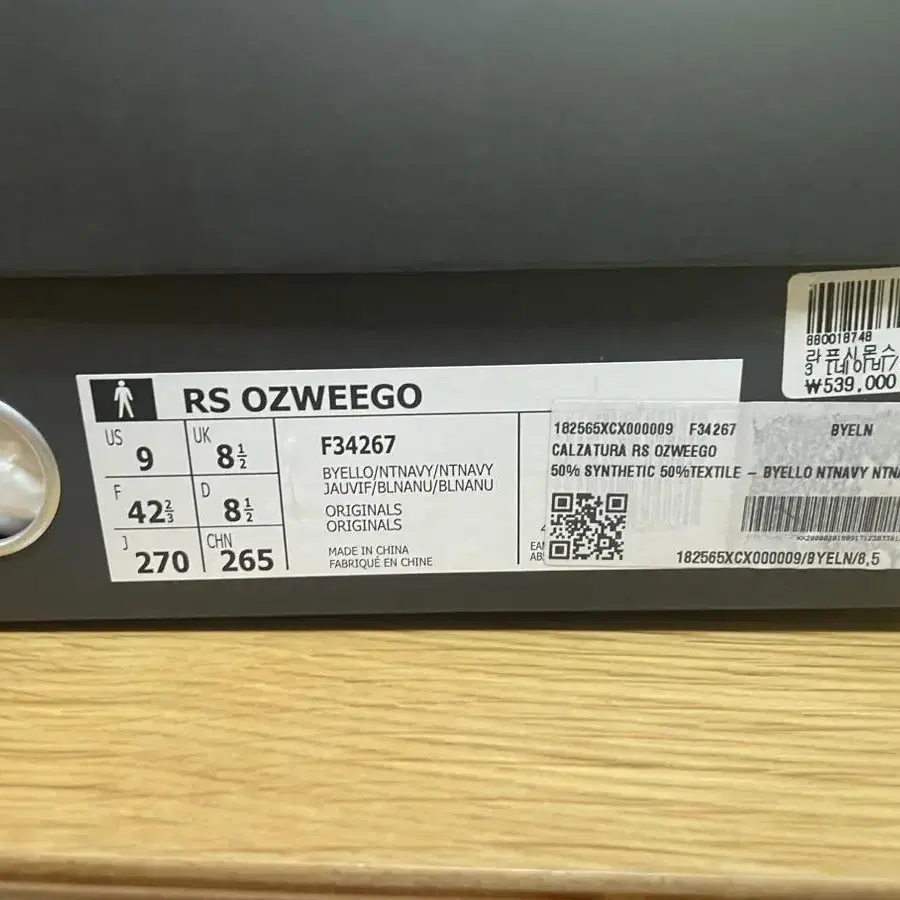 RS OZWEEGO
US 9
UK 8½
F 42⅔
D 8½
J 270
CHN 265
F34267
BYELLO/NTNAVY/NTNAVY
JAUVIF/BLNANU/BLNANU
ORIGINALS
ORIGINALS
MADE IN CHINA
FABRIQUÉ EN CHINE
182565XCX000009 F34267 BYELN
CALZATURA RS OZWEEGO
50% SYNTHETIC 50%TEXTILE – BYELLO NTNAVY NTN
182565XCX000009/BYELN/8,5
880018748
라프시몬스
3 [네이비/
₩539,000